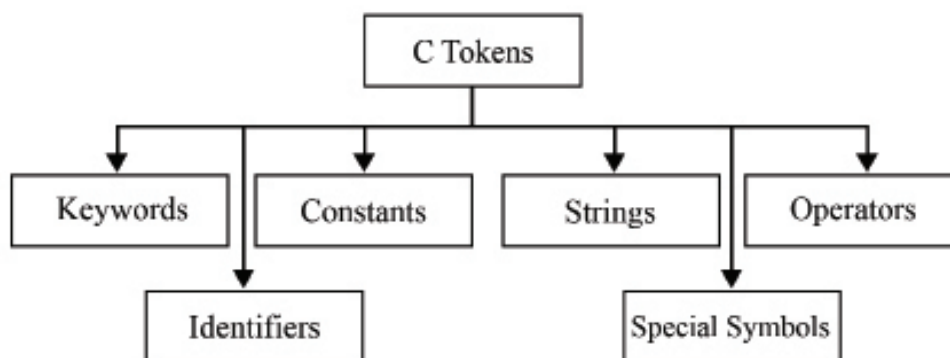 C Tokens
Keywords
Constants
Strings
Operators
Identifiers
Special Symbols